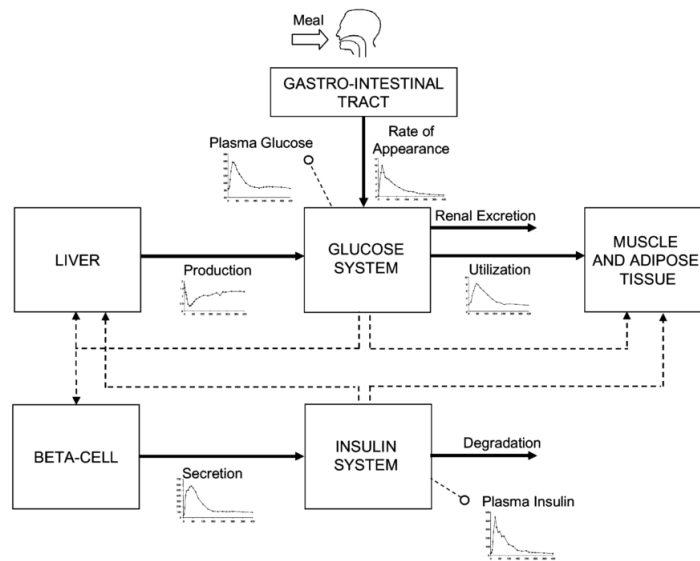 Meal
GASTRO-INTESTINAL
TRACT
Plasma Glucose
Rate of
Appearance
LIVER
Production
GLUCOSE
SYSTEM
Renal Excretion
Utilization
MUSCLE
AND ADIPOSE
TISSUE
BETA-CELL
Secretion
INSULIN
SYSTEM
Degradation
Plasma Insulin